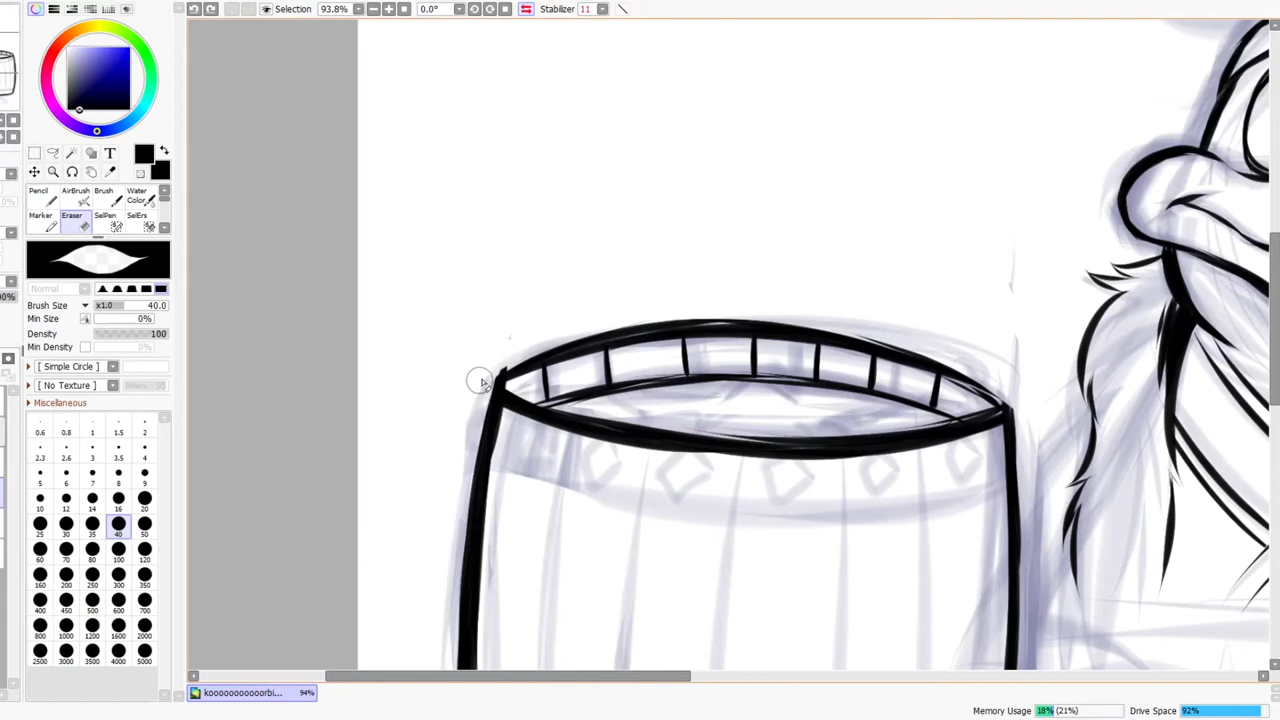 Selection 93.8% 0.0° Stabilizer 11
T
Pencil AirBrush Brush Water Color
Marker Eraser SelPen SelErs
Normal
Brush Size x1.0 40.0
Min Size 0%
Density 100
Min Density 0%
[ Simple Circle ]
[ No Texture ] 95
Miscellaneous
0.6 0.8 1 1.5 2
2.3 2.6 3 3.5 4
5 6 7 8 9
10 12 14 16 20
25 30 35 40 50
60 70 80 100 120
160 200 250 300 350
400 450 500 600 700
800 1000 1200 1600 2000
2500 3000 3500 4000 5000
kooooooooooorbi... 94%
Memory Usage 18% (21%) Drive Space 92%